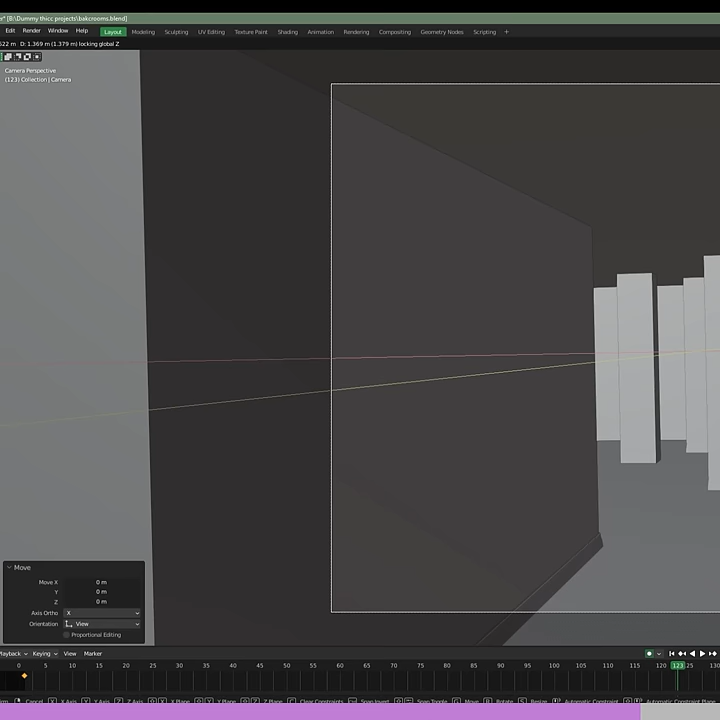 [B:\Dummy thicc projects\bakcrooms.blend]
Edit Render Window Help Layout Modeling Sculpting UV Editing Texture Paint Shading Animation Rendering Compositing Geometry Nodes Scripting +
D: 1.369 m (1.379 m) locking global Z
Camera Perspective
(123) Collection | Camera
Move
Move X 0 m
Y 0 m
Z 0 m
Axis Ortho X
Orientation View
Proportional Editing
Playback Keying View Marker
0 5 10 15 20 25 30 35 40 45 50 55 60 65 70 75 80 85 90 95 100 105 110 115 120 123 125 130
Cancel X X Axis Y Y Axis Z Z Axis X X Plane Y Y Plane Z Z Plane C Clear Constraints Snap Invert Snap Toggle G Move R Rotate S Resize Automatic Constraint Automatic Constraint Plane